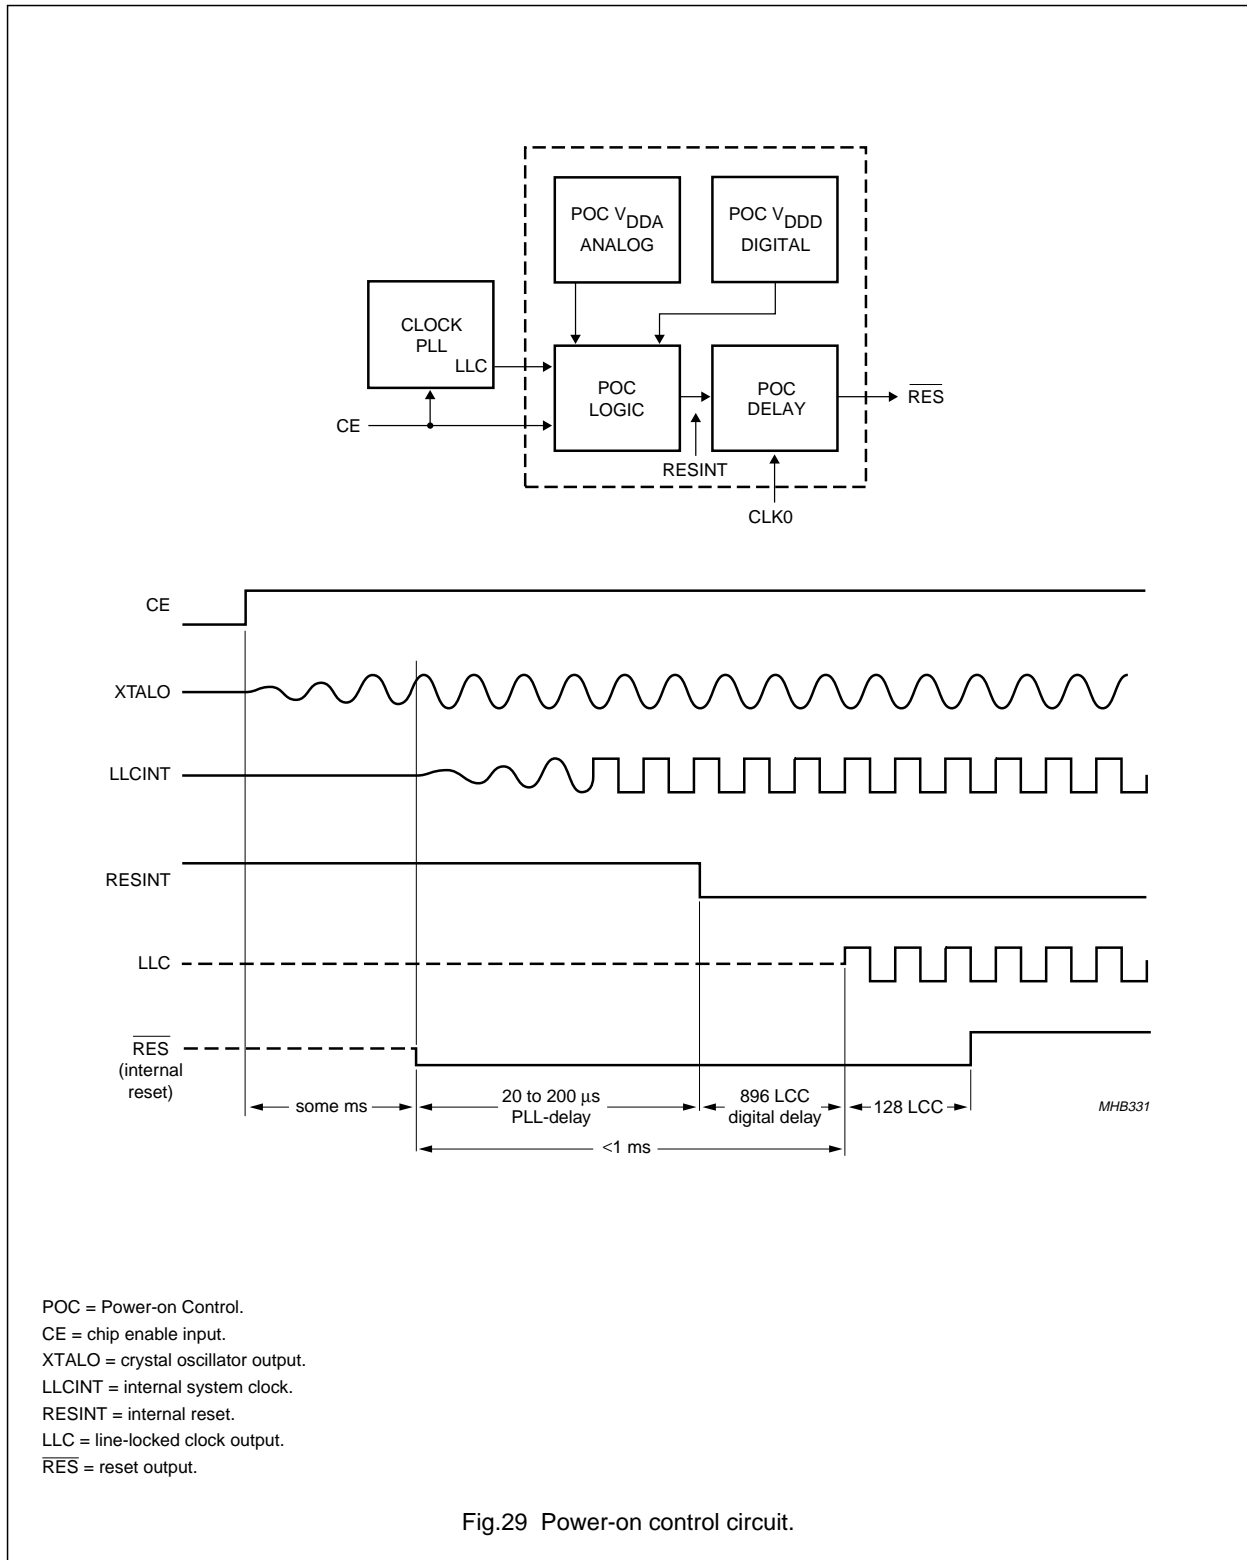 POC VDDA
ANALOG
POC VDDD
DIGITAL
CLOCK
PLL
LLC
POC
LOGIC
POC
DELAY
RES
CE
RESINT
CLK0
CE
XTALO
LLCINT
RESINT
LLC
RES
(internal
reset)
some ms
20 to 200 μs
PLL-delay
896 LCC
digital delay
128 LCC
MHB331
<1 ms
POC = Power-on Control.
CE = chip enable input.
XTALO = crystal oscillator output.
LLCINT = internal system clock.
RESINT = internal reset.
LLC = line-locked clock output.
RES = reset output.
Fig.29 Power-on control circuit.